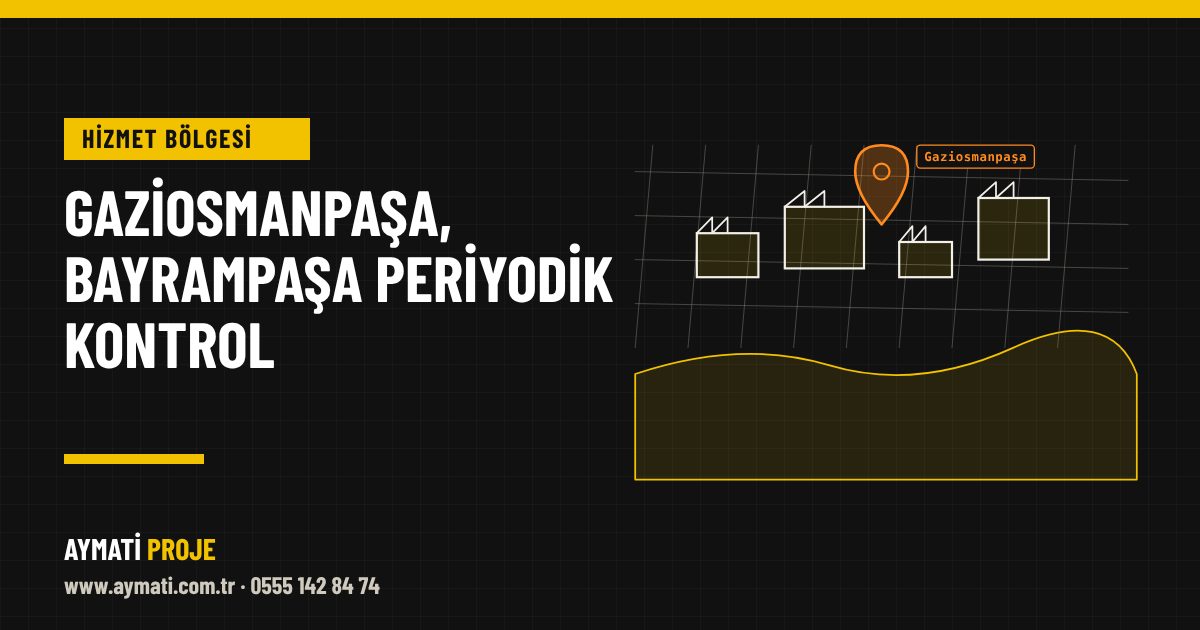 HİZMET BÖLGESİ
GAZİOSMANPAŞA,
BAYRAMPAŞA PERİYODİK
KONTROL
Gaziosmanpaşa
AYMATİ PROJE
www.aymati.com.tr · 0555 142 84 74